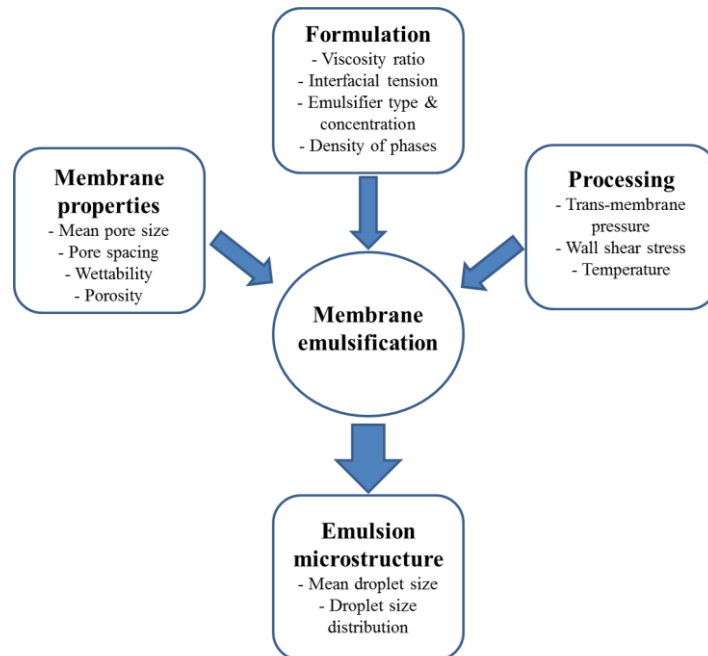 Formulation
- Viscosity ratio
- Interfacial tension
- Emulsifier type &
concentration
- Density of phases
Membrane
properties
- Mean pore size
- Pore spacing
- Wettability
- Porosity
Processing
- Trans-membrane
pressure
- Wall shear stress
- Temperature
Membrane
emulsification
Emulsion
microstructure
- Mean droplet size
- Droplet size
distribution